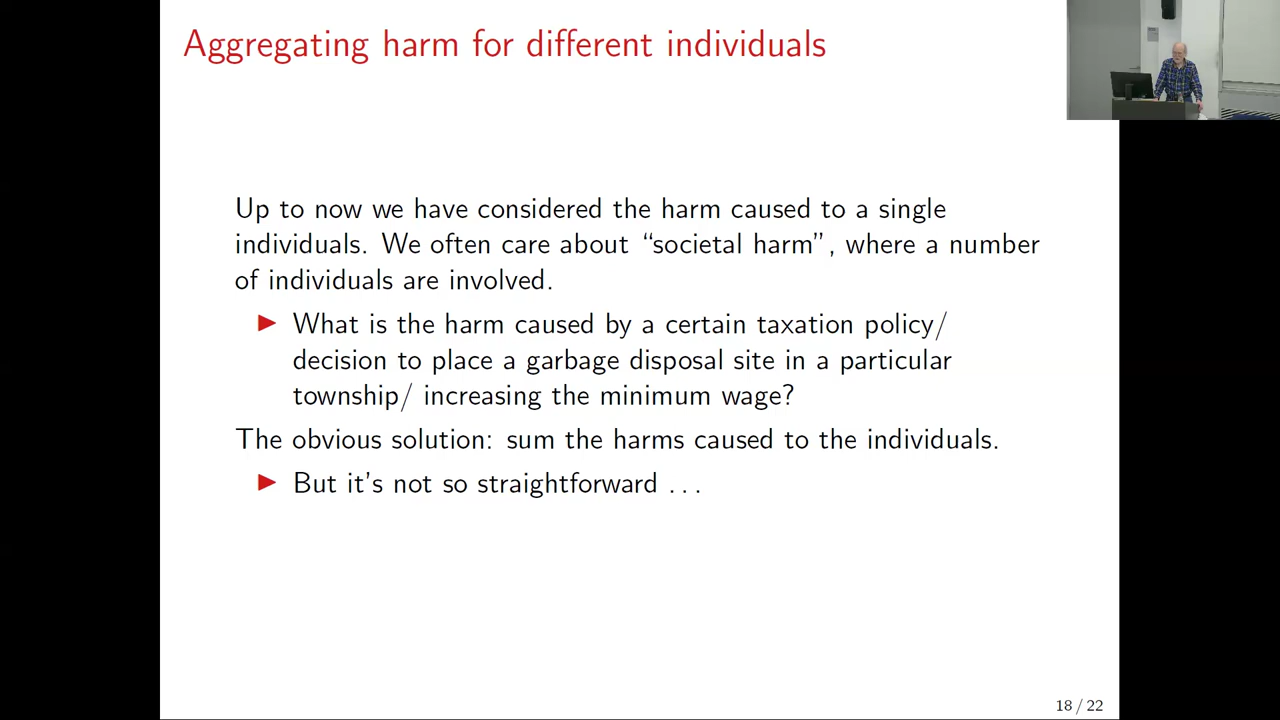 Aggregating harm for different individuals
Up to now we have considered the harm caused to a single
individuals. We often care about “societal harm”, where a number
of individuals are involved.
▶ What is the harm caused by a certain taxation policy/
decision to place a garbage disposal site in a particular
township/ increasing the minimum wage?
The obvious solution: sum the harms caused to the individuals.
▶ But it’s not so straightforward . . .
18 / 22